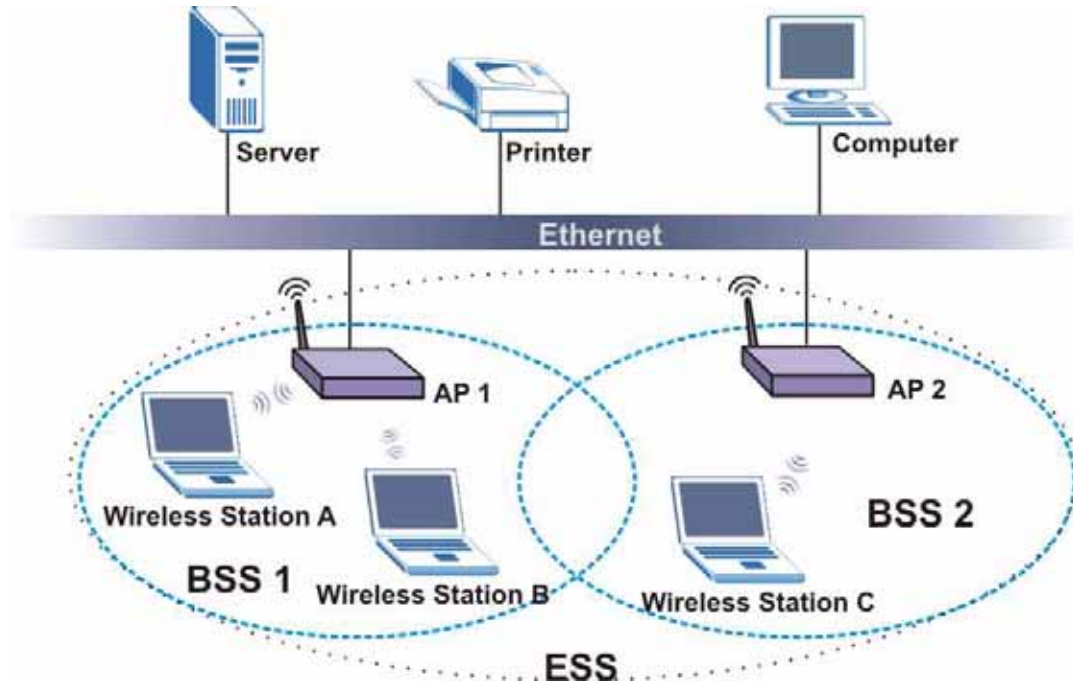 Server
Printer
Computer
Ethernet
AP 1
AP 2
Wireless Station A
BSS 2
BSS 1
Wireless Station B
Wireless Station C
ESS